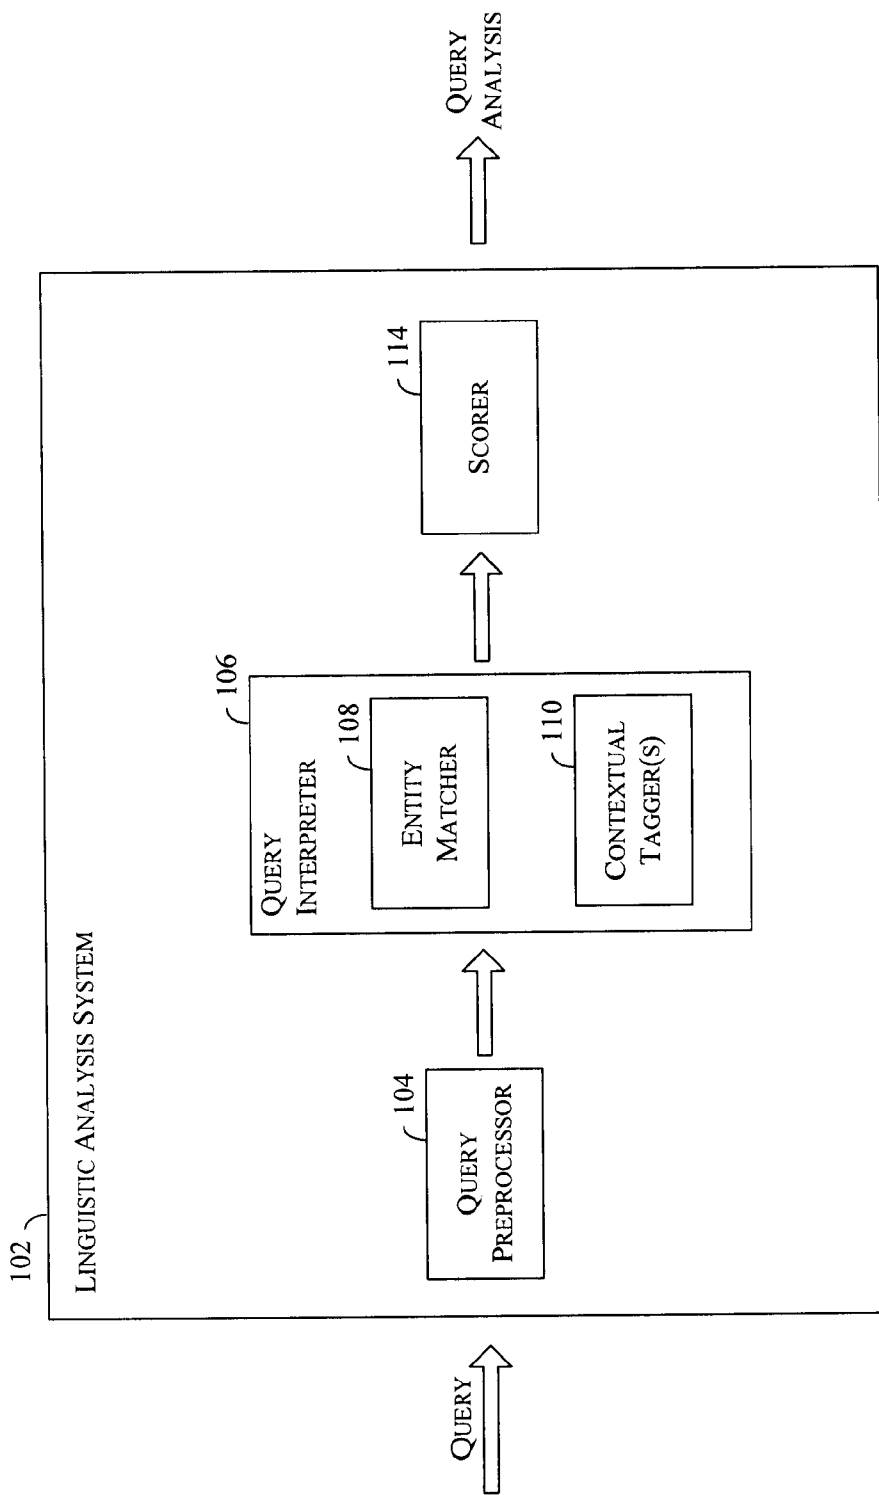 102
LINGUISTIC ANALYSIS SYSTEM
QUERY
104
QUERY
PREPROCESSOR
106
QUERY
INTERPRETER
108
ENTITY
MATCHER
110
CONTEXTUAL
TAGGER(S)
114
SCORER
QUERY
ANALYSIS